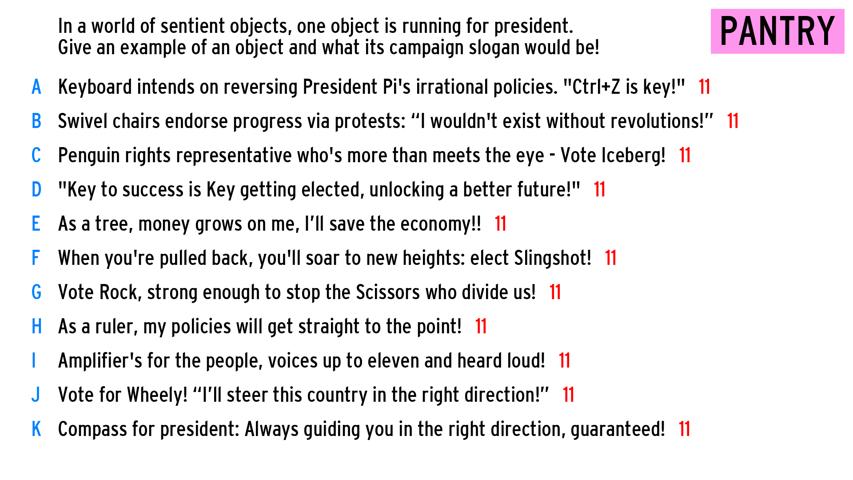 In a world of sentient objects, one object is running for president.
Give an example of an object and what its campaign slogan would be!
PANTRY
A Keyboard intends on reversing President Pi's irrational policies. "Ctrl+Z is key!" 11
B Swivel chairs endorse progress via protests: “I wouldn't exist without revolutions!” 11
C Penguin rights representative who's more than meets the eye - Vote Iceberg! 11
D "Key to success is Key getting elected, unlocking a better future!" 11
E As a tree, money grows on me, I’ll save the economy!! 11
F When you're pulled back, you'll soar to new heights: elect Slingshot! 11
G Vote Rock, strong enough to stop the Scissors who divide us! 11
H As a ruler, my policies will get straight to the point! 11
I Amplifier's for the people, voices up to eleven and heard loud! 11
J Vote for Wheely! “I’ll steer this country in the right direction!” 11
K Compass for president: Always guiding you in the right direction, guaranteed! 11